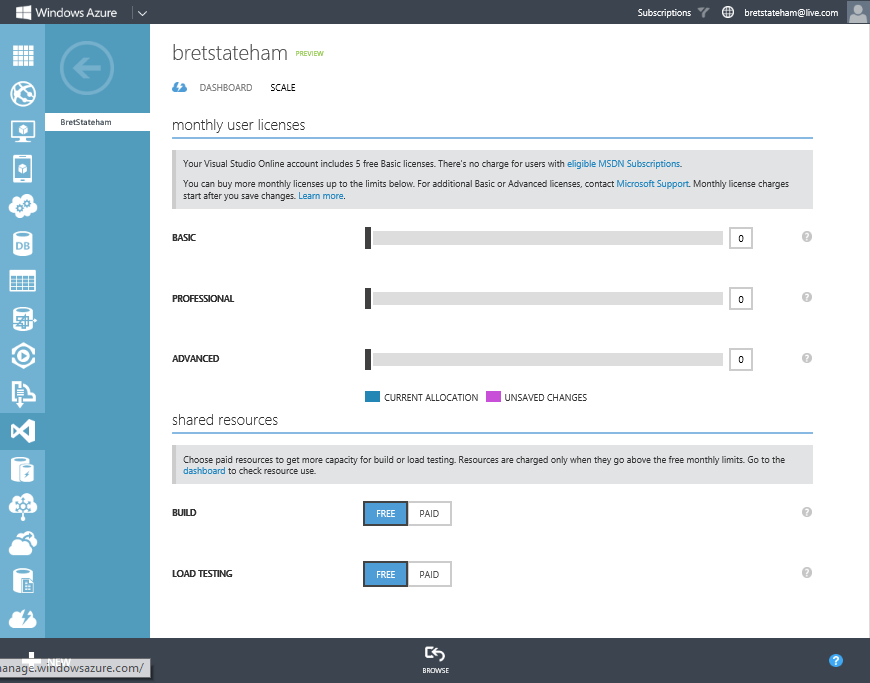 Windows Azure
Subscriptions
bretstateham@live.com
BretStateham
bretstateham PREVIEW
DASHBOARD SCALE
monthly user licenses
Your Visual Studio Online account includes 5 free Basic licenses. There's no charge for users with eligible MSDN Subscriptions.
You can buy more monthly licenses up to the limits below. For additional Basic or Advanced licenses, contact Microsoft Support. Monthly license charges
start after you save changes. Learn more.
BASIC 0 ?
PROFESSIONAL 0 ?
ADVANCED 0 ?
CURRENT ALLOCATION UNSAVED CHANGES
shared resources
Choose paid resources to get more capacity for build or load testing. Resources are charged only when they go above the free monthly limits. Go to the
dashboard to check resource use.
BUILD FREE PAID ?
LOAD TESTING FREE PAID ?
DB
NEW
manage.windowsazure.com/
BROWSE
?